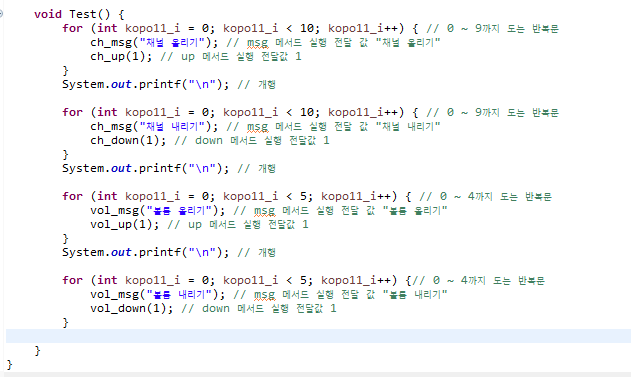 void Test() {
for (int kopo11_i = 0; kopo11_i < 10; kopo11_i++) { // 0 ~ 9까지 도는 반복문
ch_msg("채널 올리기"); // msg 메서드 실행 전달 값 "채널 올리기"
ch_up(1); // up 메서드 실행 전달값 1
}
System.out.printf("\n"); // 개행
for (int kopo11_i = 0; kopo11_i < 10; kopo11_i++) { // 0 ~ 9까지 도는 반복문
ch_msg("채널 내리기"); // msg 메서드 실행 전달 값 "채널 내리기"
ch_down(1); // down 메서드 실행 전달값 1
}
System.out.printf("\n"); // 개행
for (int kopo11_i = 0; kopo11_i < 5; kopo11_i++) { // 0 ~ 4까지 도는 반복문
vol_msg("볼륨 올리기"); // msg 메서드 실행 전달 값 "볼륨 올리기"
vol_up(1); // up 메서드 실행 전달값 1
}
System.out.printf("\n"); // 개행
for (int kopo11_i = 0; kopo11_i < 5; kopo11_i++) {// 0 ~ 4까지 도는 반복문
vol_msg("볼륨 내리기"); // msg 메서드 실행 전달 값 "볼륨 내리기"
vol_down(1); // down 메서드 실행 전달값 1
}
}
}